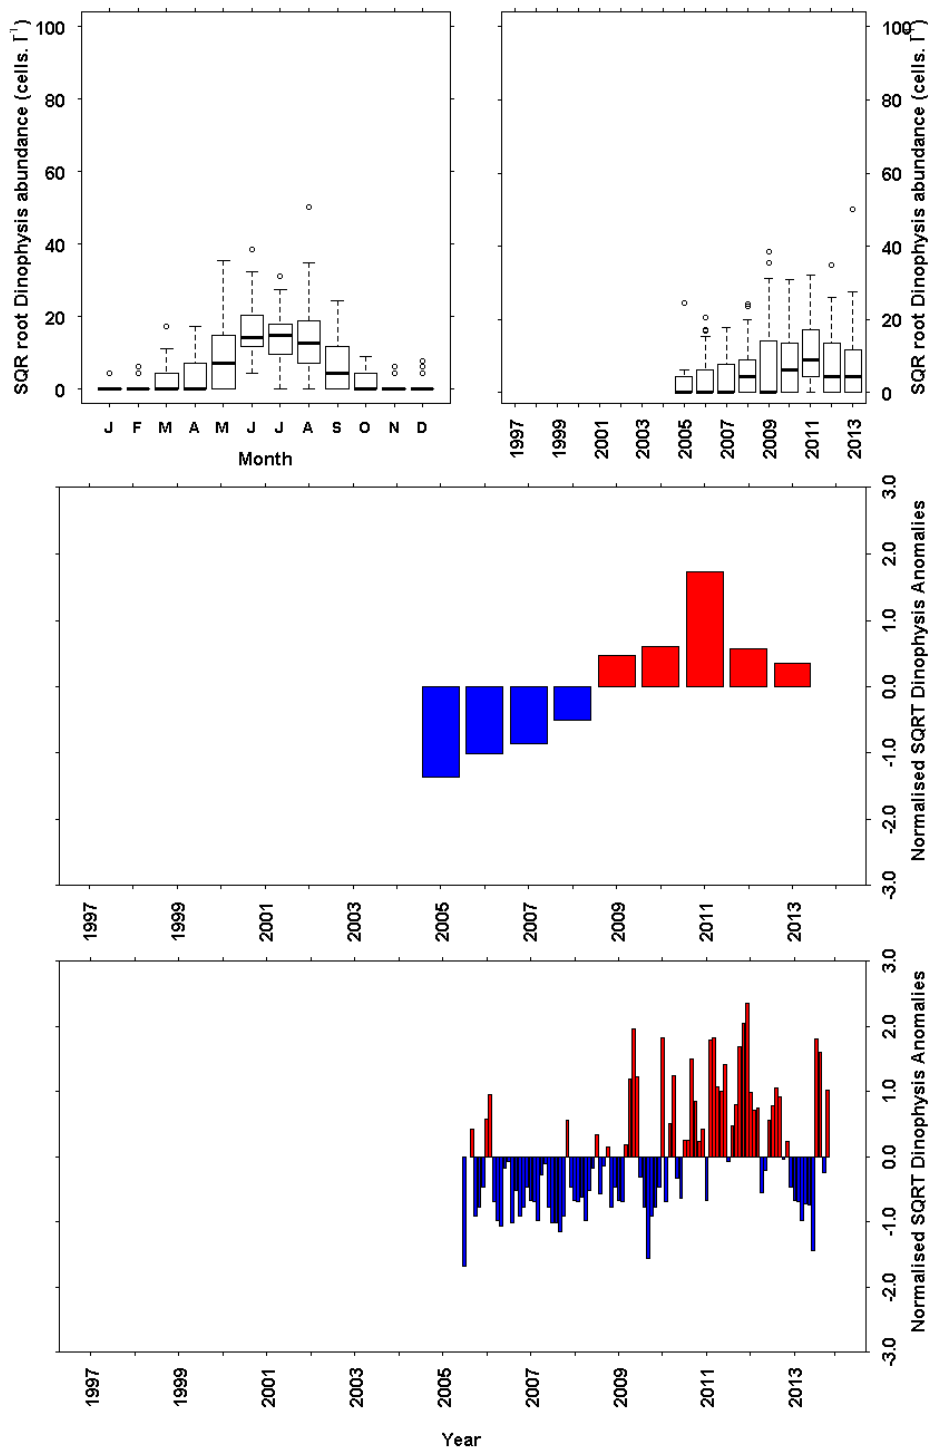 SQR root Dinophysis abundance (cells. l-1)
100
80
60
40
20
0
J F M A M J J A S O N D
Month
100
80
60
40
20
0
SQR root Dinophysis abundance (cells. l-1)
1997 1999 2001 2003 2005 2007 2009 2011 2013
3.0
2.0
1.0
0.0
-1.0
-2.0
-3.0
Normalised SQRT Dinophysis Anomalies
1997 1999 2001 2003 2005 2007 2009 2011 2013
3.0
2.0
1.0
0.0
-1.0
-2.0
-3.0
Normalised SQRT Dinophysis Anomalies
1997 1999 2001 2003 2005 2007 2009 2011 2013
Year